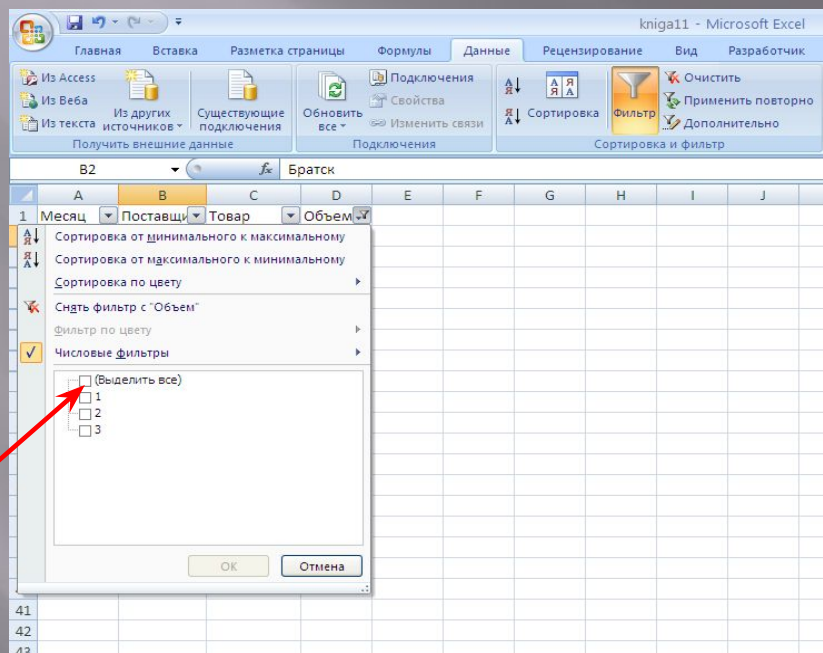 kniga11 - Microsoft Excel
Главная Вставка Разметка страницы Формулы Данные Рецензирование Вид Разработчик
Из Access
Из Веба
Из текста
Из других источников
Существующие подключения
Получить внешние данные
Обновить все
Подключения
Свойства
Изменить связи
Подключения
Сортировка
Фильтр
Очистить
Применить повторно
Дополнительно
Сортировка и фильтр
B2 fx Братск
A B C D E F G H I J
1 Месяц Поставщи Товар Объем
Сортировка от минимального к максимальному
Сортировка от максимального к минимальному
Сортировка по цвету
Снять фильтр с "Объем"
Фильтр по цвету
Числовые фильтры
(Выделить все)
1
2
3
ОК Отмена
41
42
43